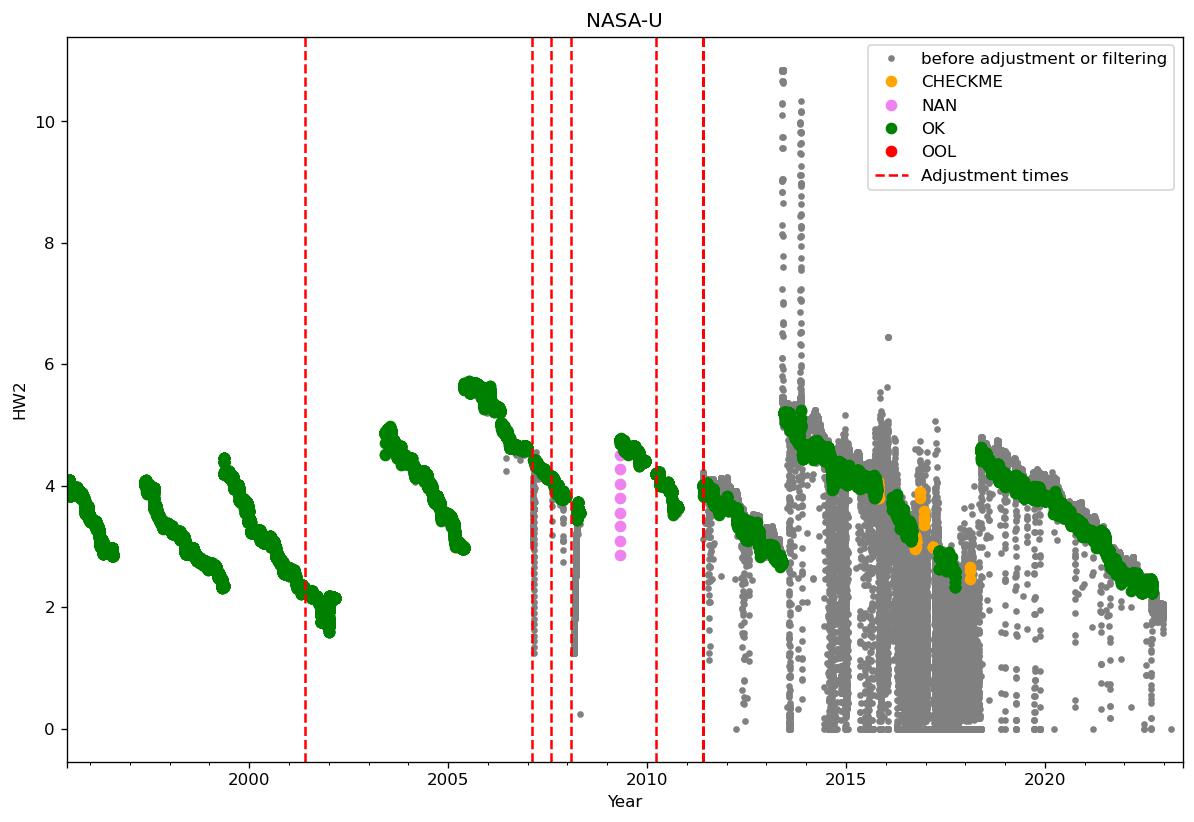 NASA-U
before adjustment or filtering
CHECKME
NAN
OK
OOL
Adjustment times
HW2
10
8
6
4
2
0
2000
2005
2010
2015
2020
Year